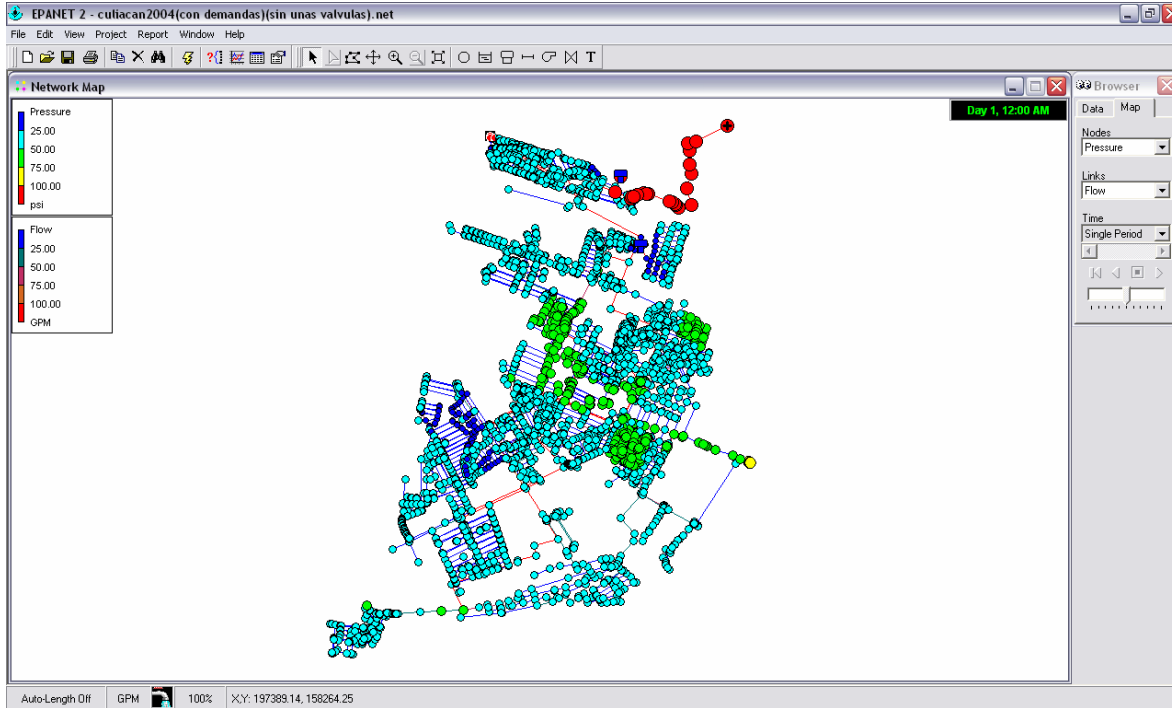 EPANET 2 - culiacan2004(con demandas)(sin unas valvulas).net
File Edit View Project Report Window Help
T
Network Map
Browser
Day 1, 12:00 AM
Data Map
Pressure
25.00
50.00
75.00
100.00
psi
Flow
25.00
50.00
75.00
100.00
GPM
Nodes
Pressure
Links
Flow
Time
Single Period
Auto-Length Off GPM 100% X,Y: 197389.14, 158264.25